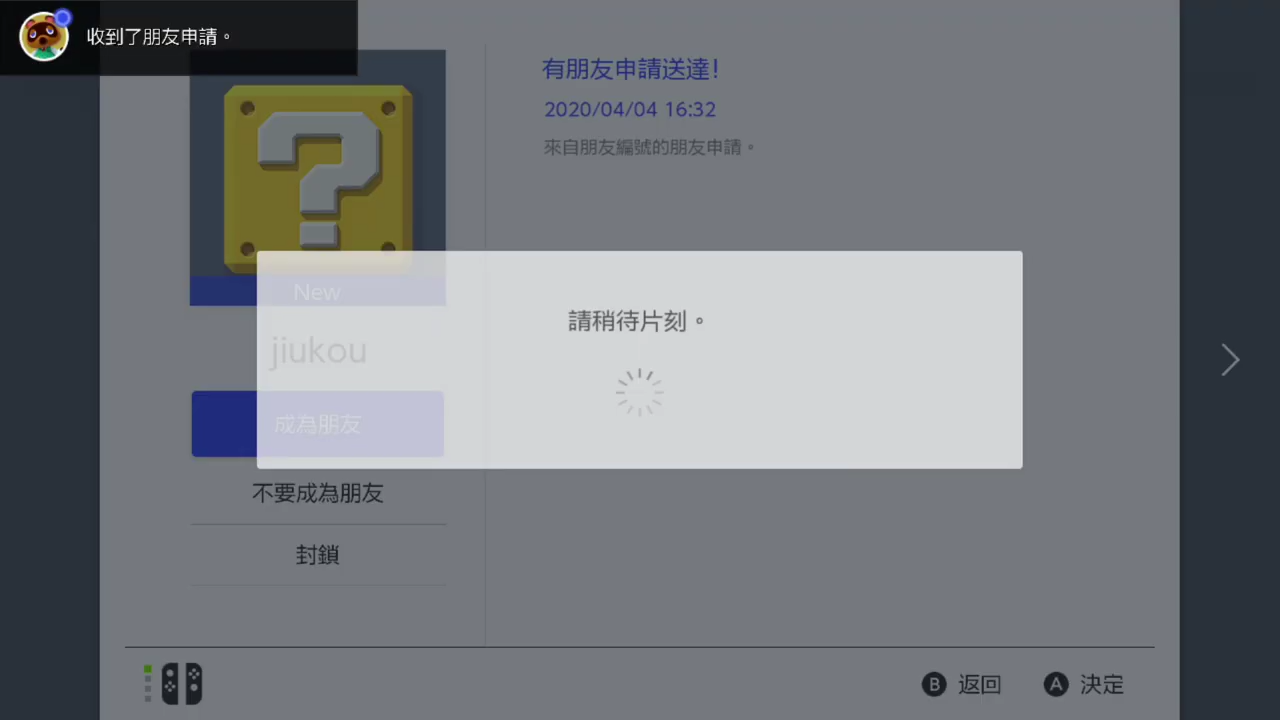 收到了朋友申請。
有朋友申請送達!
2020/04/04 16:32
來自朋友編號的朋友申請。
New
jiukou
請稍待片刻。
成為朋友
不要成為朋友
封鎖
B 返回
A 決定